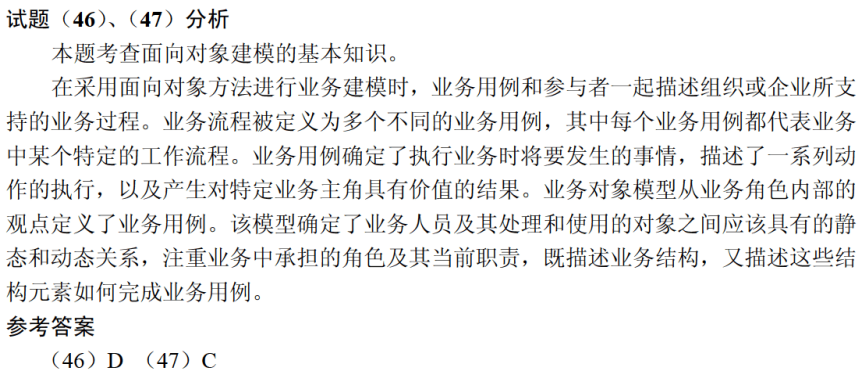 试题（46）、（47）分析
本题考查面向对象建模的基本知识。
在采用面向对象方法进行业务建模时，业务用例和参与者一起描述组织或企业所支
持的业务过程。业务流程被定义为多个不同的业务用例，其中每个业务用例都代表业务
中某个特定的工作流程。业务用例确定了执行业务时将要发生的事情，描述了一系列动
作的执行，以及产生对特定业务主角具有价值的结果。业务对象模型从业务角色内部的
观点定义了业务用例。该模型确定了业务人员及其处理和使用的对象之间应该具有的静
态和动态关系，注重业务中承担的角色及其当前职责，既描述业务结构，又描述这些结
构元素如何完成业务用例。
参考答案
（46）D （47）C